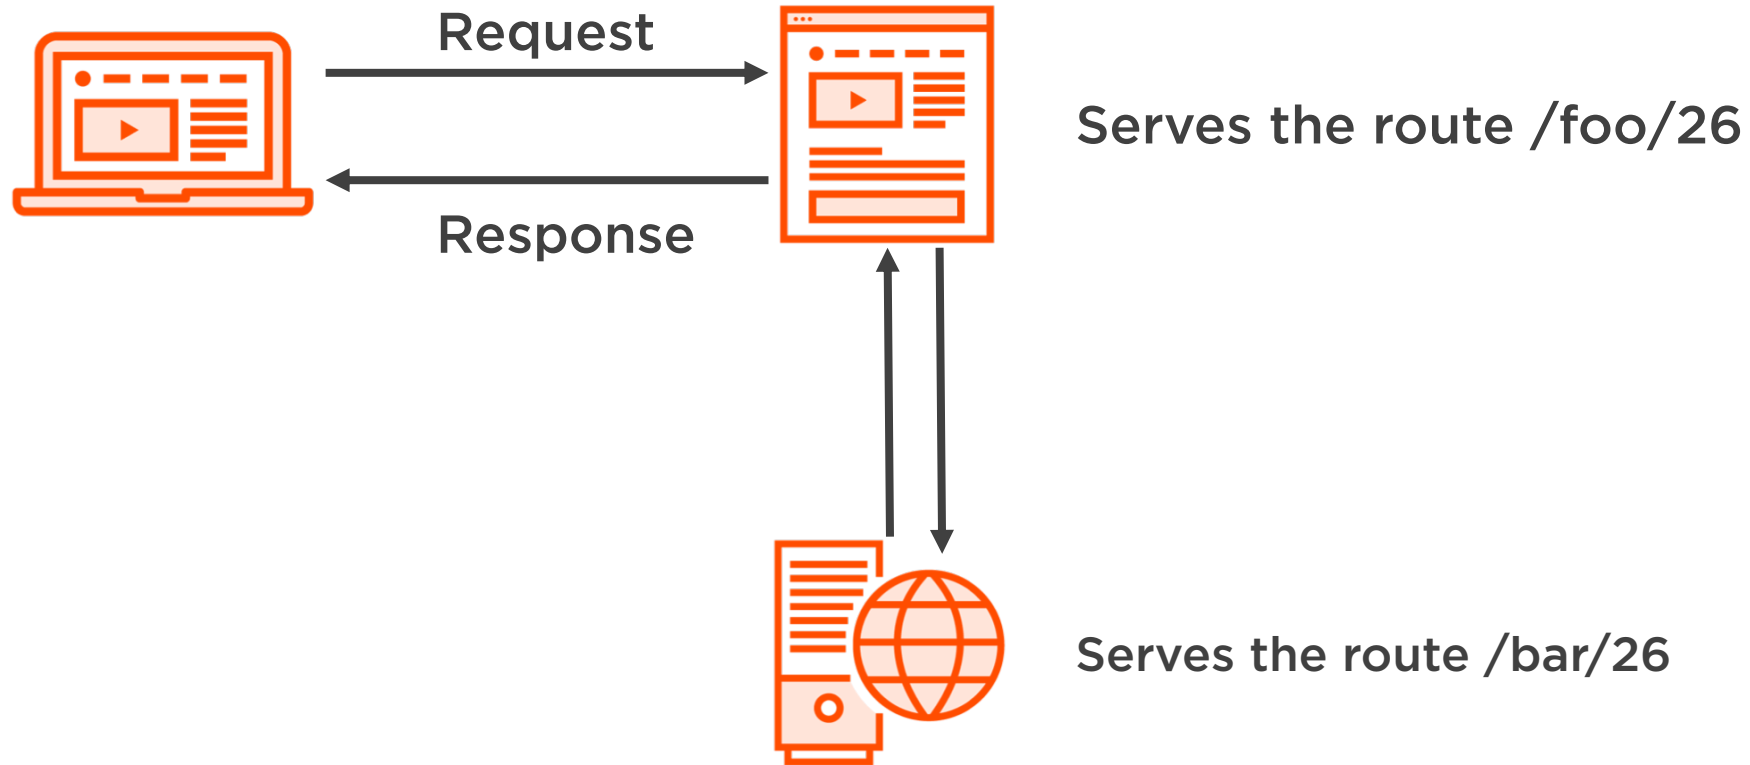 Request
Serves the route /foo/26
Response
Serves the route /bar/26